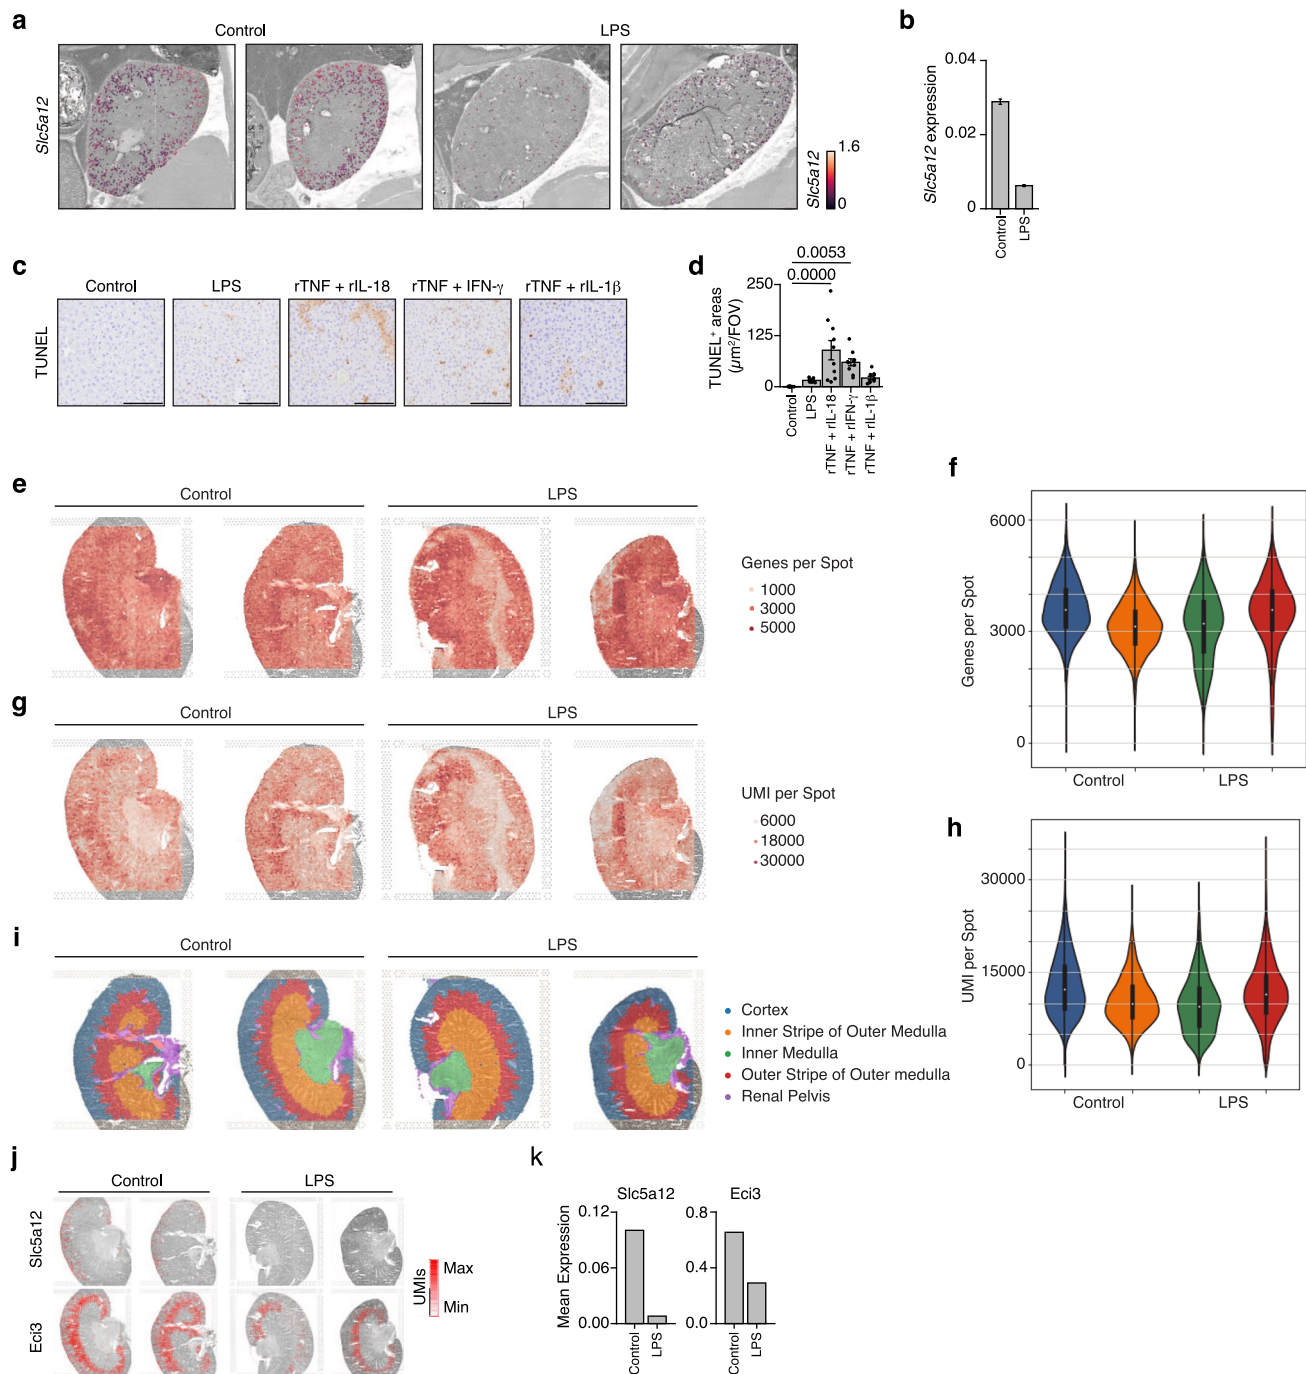 a
Control
LPS
Slc5a12
1.6
0
Slc5a12
b
0.04
0.02
0
Slc5a12 expression
Control
LPS
c
Control
LPS
rTNF + rIL-18
rTNF + IFN-γ
rTNF + rIL-1β
TUNEL
d
0.0053
0.0000
250
125
0
TUNEL⁺ areas
(μm²/FOV)
Control
LPS
rTNF + rIL-18
rTNF + rIFN-γ
rTNF + rIL-1β
e
Control
LPS
Genes per Spot
1000
3000
5000
f
6000
3000
0
Genes per Spot
Control
LPS
g
Control
LPS
UMI per Spot
6000
18000
30000
h
30000
15000
0
UMI per Spot
Control
LPS
i
Control
LPS
Cortex
Inner Stripe of Outer Medulla
Inner Medulla
Outer Stripe of Outer medulla
Renal Pelvis
j
Control
LPS
Slc5a12
Eci3
UMIs
Max
Min
k
Slc5a12
Eci3
Mean Expression
0.12
0.06
0.00
Control
LPS
0.8
0.4
0.0
Control
LPS